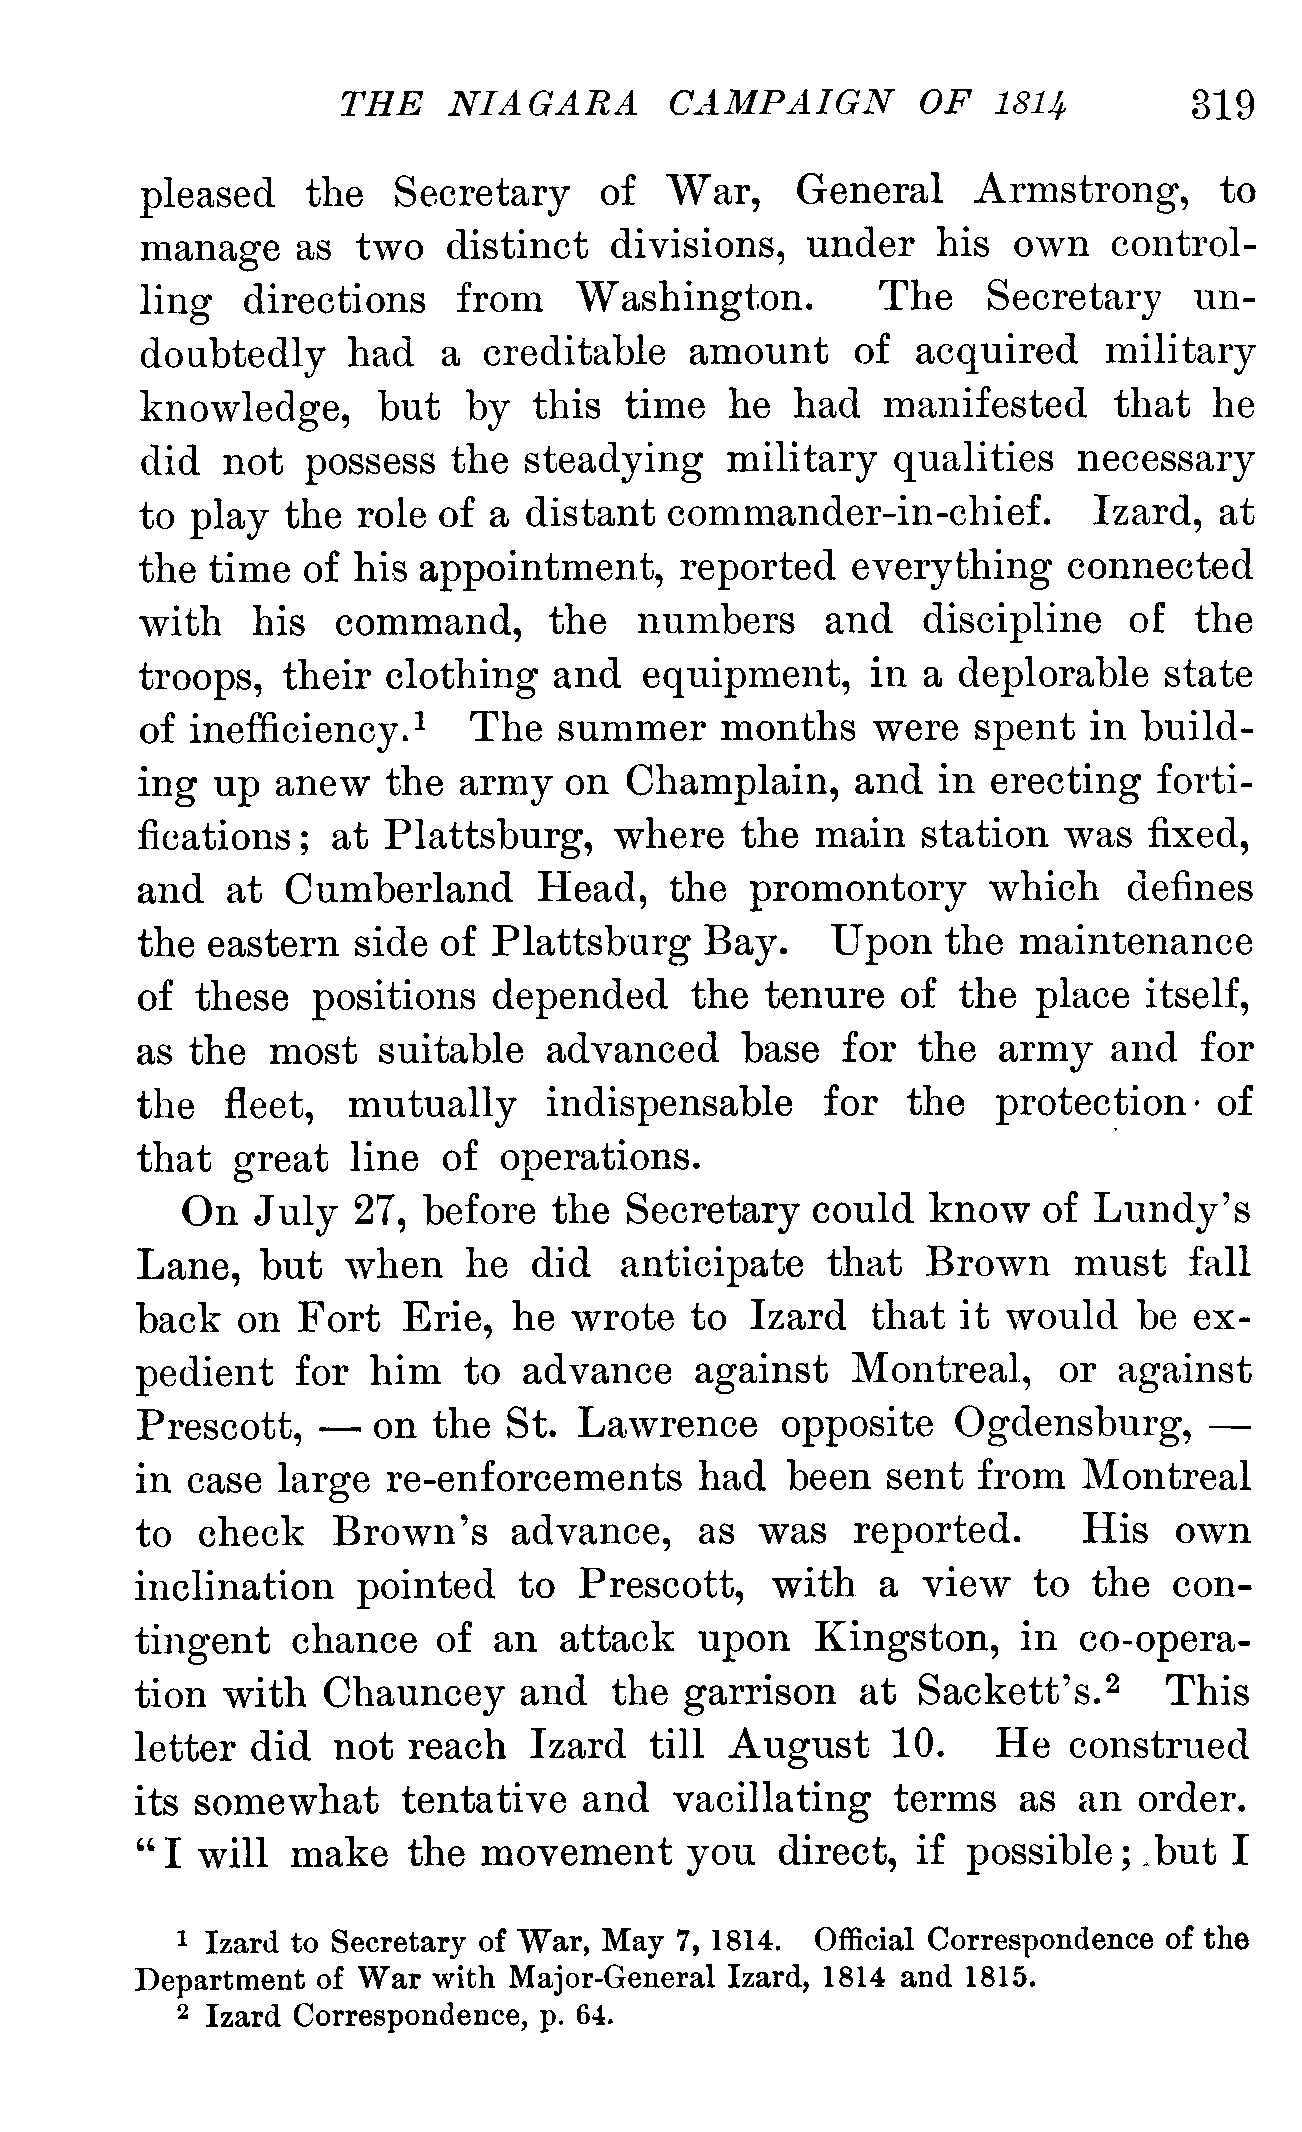 THE NIAGARA CAMPAIGN OF 1814 319
pleased the Secretary of War, General Armstrong, to
manage as two distinct divisions, under his own control-
ling directions from Washington. The Secretary un-
doubtedly had a creditable amount of acquired military
knowledge, but by this time he had manifested that he
did not possess the steadying military qualities necessary
to play the role of a distant commander-in-chief. Izard, at
the time of his appointment, reported everything connected
with his command, the numbers and discipline of the
troops, their clothing and equipment, in a deplorable state
of inefficiency.¹ The summer months were spent in build-
ing up anew the army on Champlain, and in erecting forti-
fications; at Plattsburg, where the main station was fixed,
and at Cumberland Head, the promontory which defines
the eastern side of Plattsburg Bay. Upon the maintenance
of these positions depended the tenure of the place itself,
as the most suitable advanced base for the army and for
the fleet, mutually indispensable for the protection of
that great line of operations.
On July 27, before the Secretary could know of Lundy's
Lane, but when he did anticipate that Brown must fall
back on Fort Erie, he wrote to Izard that it would be ex-
pedient for him to advance against Montreal, or against
Prescott, — on the St. Lawrence opposite Ogdensburg, —
in case large re-enforcements had been sent from Montreal
to check Brown's advance, as was reported. His own
inclination pointed to Prescott, with a view to the con-
tingent chance of an attack upon Kingston, in co-opera-
tion with Chauncey and the garrison at Sackett's.² This
letter did not reach Izard till August 10. He construed
its somewhat tentative and vacillating terms as an order.
"I will make the movement you direct, if possible; but I
¹ Izard to Secretary of War, May 7, 1814. Official Correspondence of the
Department of War with Major-General Izard, 1814 and 1815.
² Izard Correspondence, p. 64.